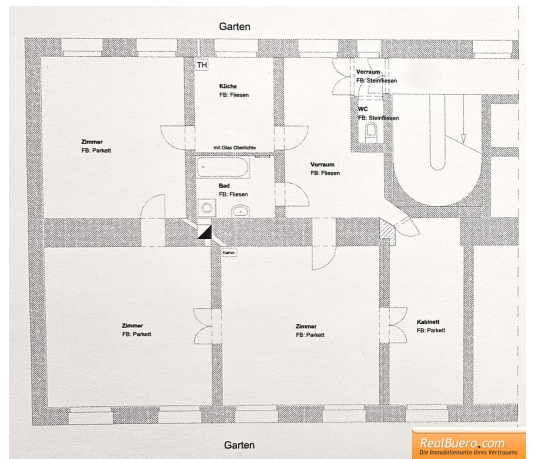 Garten
TH
Küche
FB: Fliesen
Vorraum
FB: Steinfliesen
WC
FB: Steinfliesen
Zimmer
FB: Parkett
mit Glas Oberlichte
Vorraum
FB: Fliesen
Bad
FB: Fliesen
Kamin
Zimmer
FB: Parkett
Zimmer
FB: Parkett
Kabinett
FB: Parkett
Garten
RealBuero.com
Die Immobilienseite Ihres Vertrauens